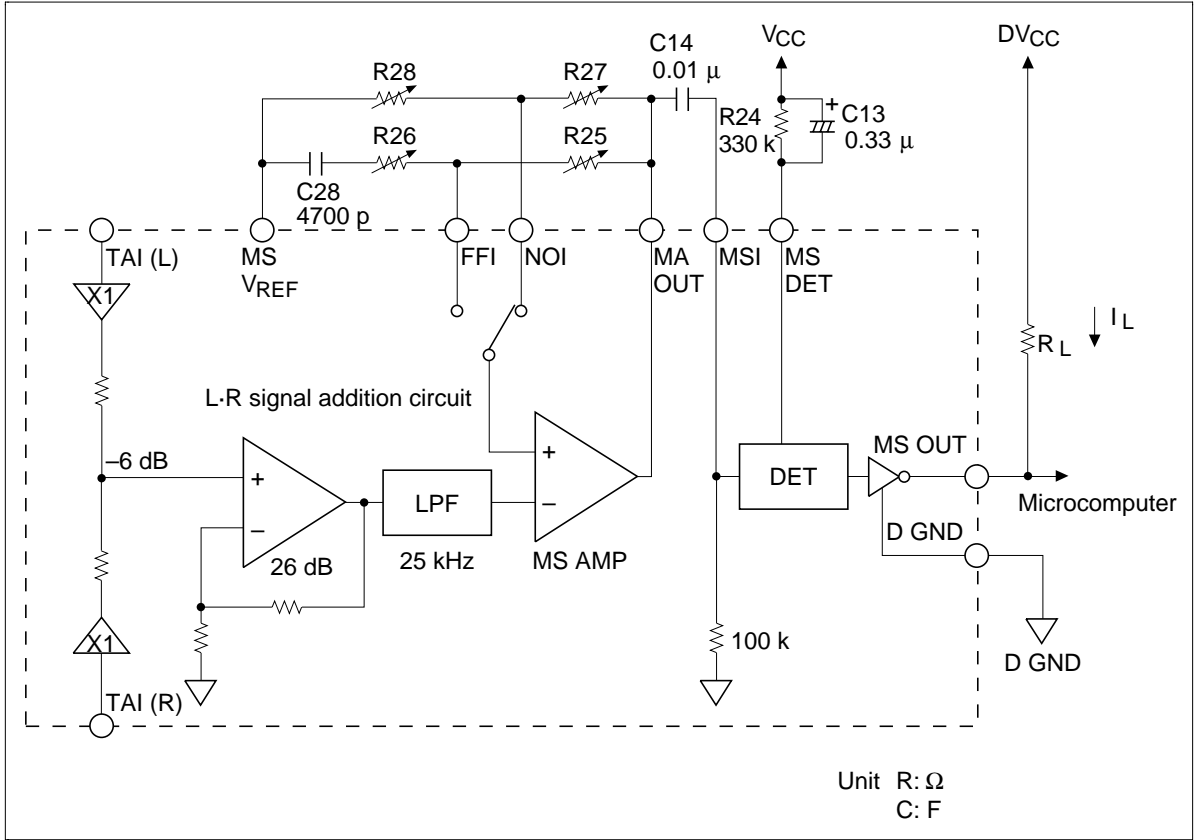 C14
0.01 μ
VCC
DVCC
R28
R27
R24
330 k
+
C13
0.33 μ
R26
R25
C28
4700 p
TAI (L)
MS
VREF
FFI
NOI
MA
OUT
MSI
MS
DET
X1
IL
RL
L·R signal addition circuit
–6 dB
+
–
26 dB
LPF
25 kHz
+
–
MS AMP
DET
MS OUT
Microcomputer
D GND
X1
100 k
D GND
TAI (R)
Unit R: Ω
C: F